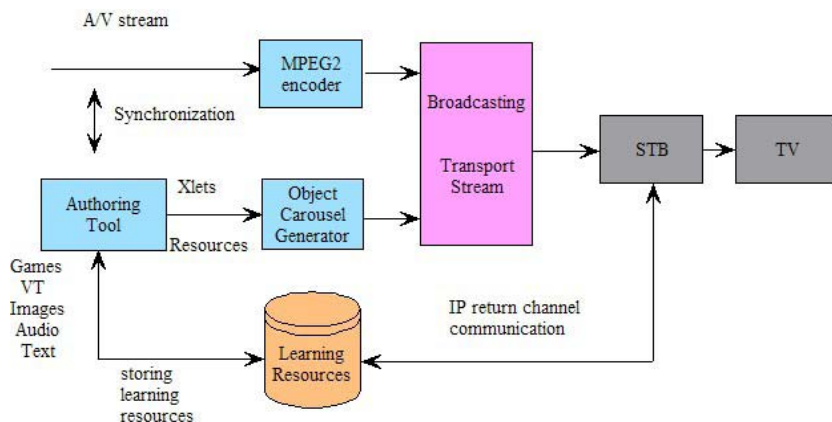 A/V stream
MPEG2
encoder
Synchronization
Broadcasting
Transport
Stream
STB
TV
Authoring
Tool
Xlets
Resources
Object
Carousel
Generator
Games
VT
Images
Audio
Text
storing
learning
resources
Learning
Resources
IP return channel
communication